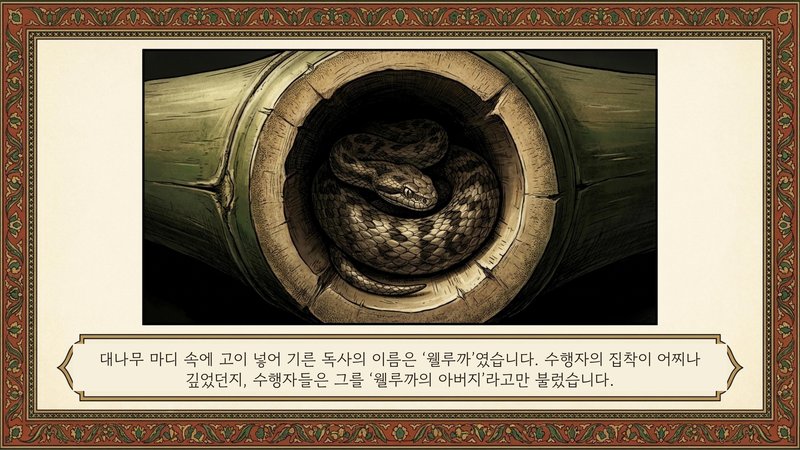 대나무 마디 속에 고이 넣어 기른 독사의 이름은 ‘웰루까’였습니다. 수행자의 집착이 어찌나
깊었던지, 수행자들은 그를 ‘웰루까의 아버지’라고만 불렀습니다.